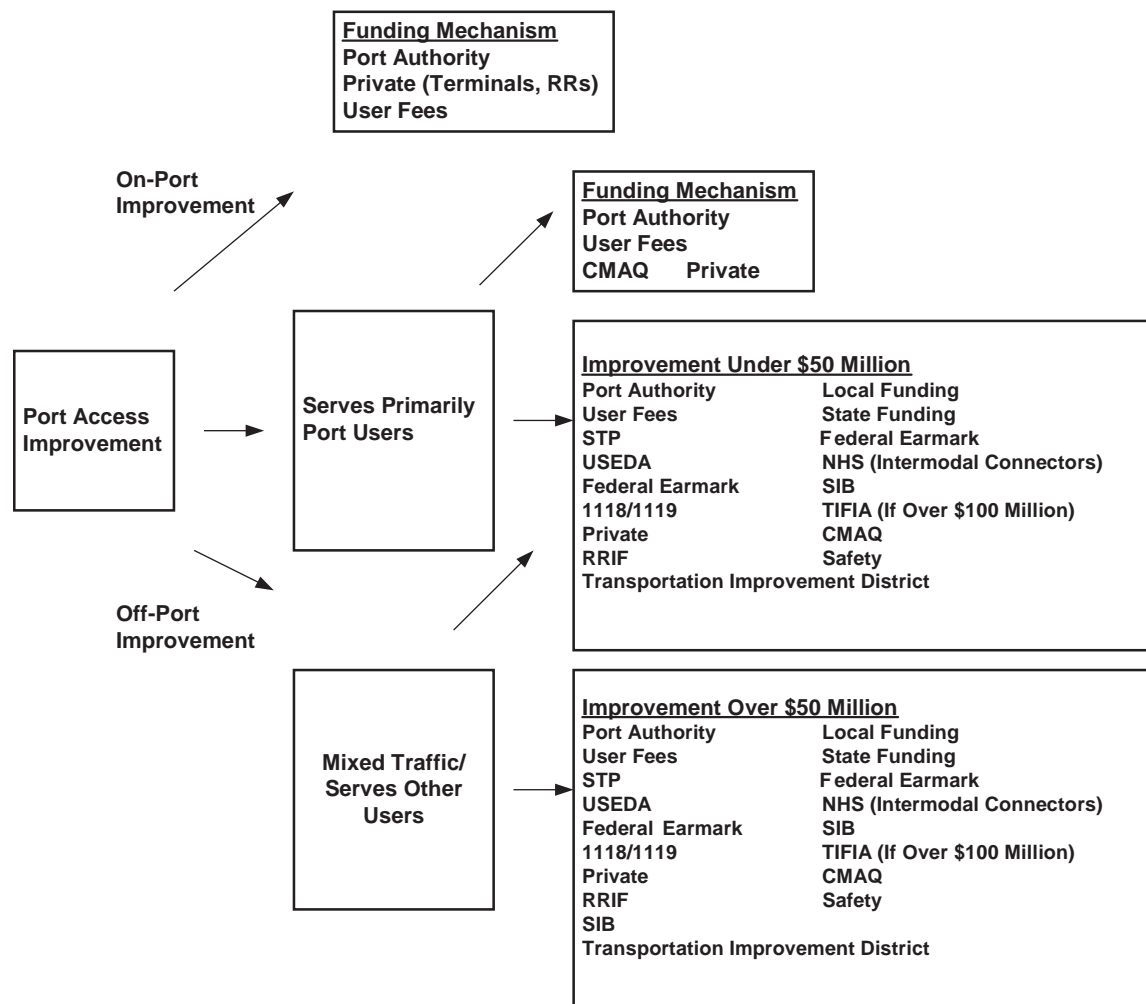 Funding Mechanism
Port Authority
Private (Terminals, RRs)
User Fees
On-Port
Improvement
Funding Mechanism
Port Authority
User Fees
CMAQ Private
Port Access
Improvement
Serves Primarily
Port Users
Improvement Under $50 Million
Port Authority Local Funding
User Fees State Funding
STP Federal Earmark
USEDA NHS (Intermodal Connectors)
Federal Earmark SIB
1118/1119 TIFIA (If Over $100 Million)
Private CMAQ
RRIF Safety
Transportation Improvement District
Off-Port
Improvement
Mixed Traffic/
Serves Other
Users
Improvement Over $50 Million
Port Authority Local Funding
User Fees State Funding
STP Federal Earmark
USEDA NHS (Intermodal Connectors)
Federal Earmark SIB
1118/1119 TIFIA (If Over $100 Million)
Private CMAQ
RRIF Safety
SIB
Transportation Improvement District